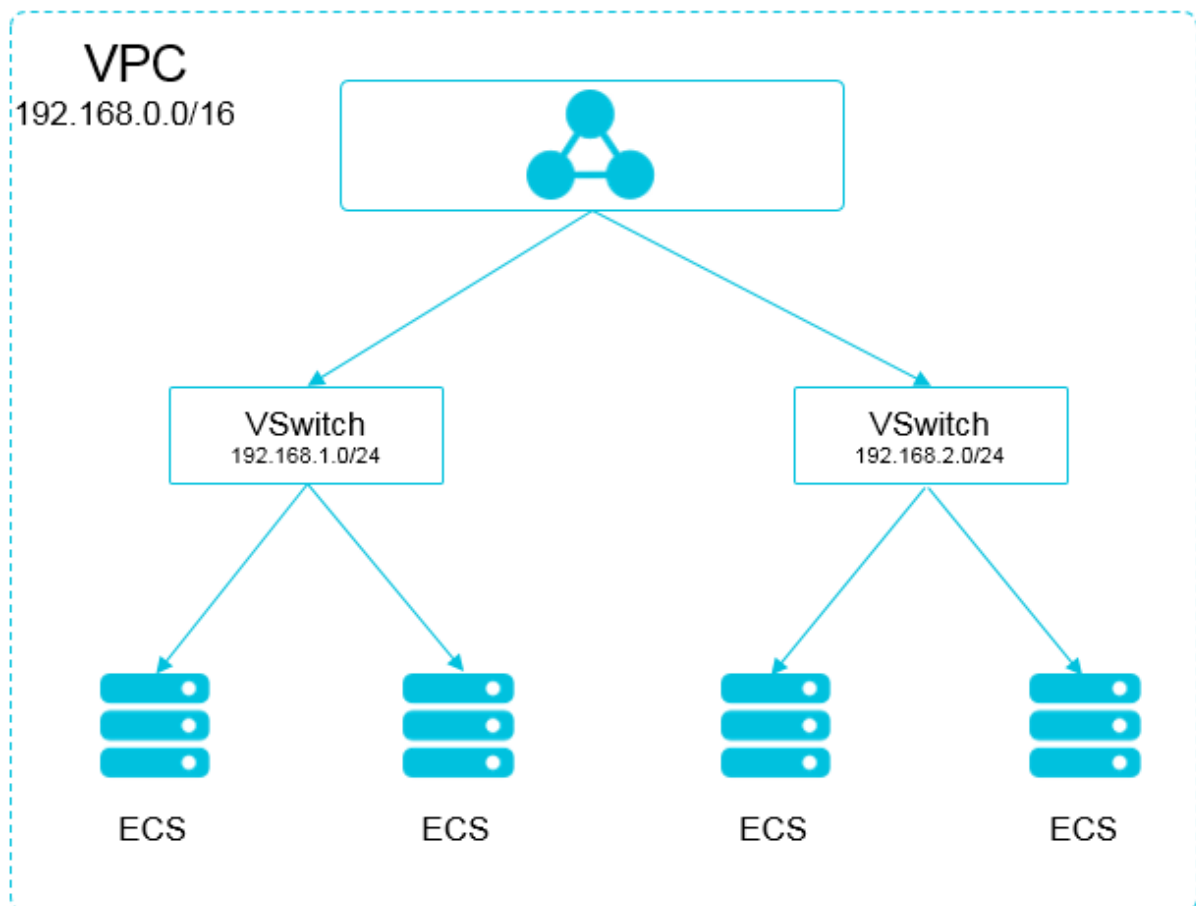 VPC
192.168.0.0/16
VSwitch
192.168.1.0/24
VSwitch
192.168.2.0/24
ECS
ECS
ECS
ECS